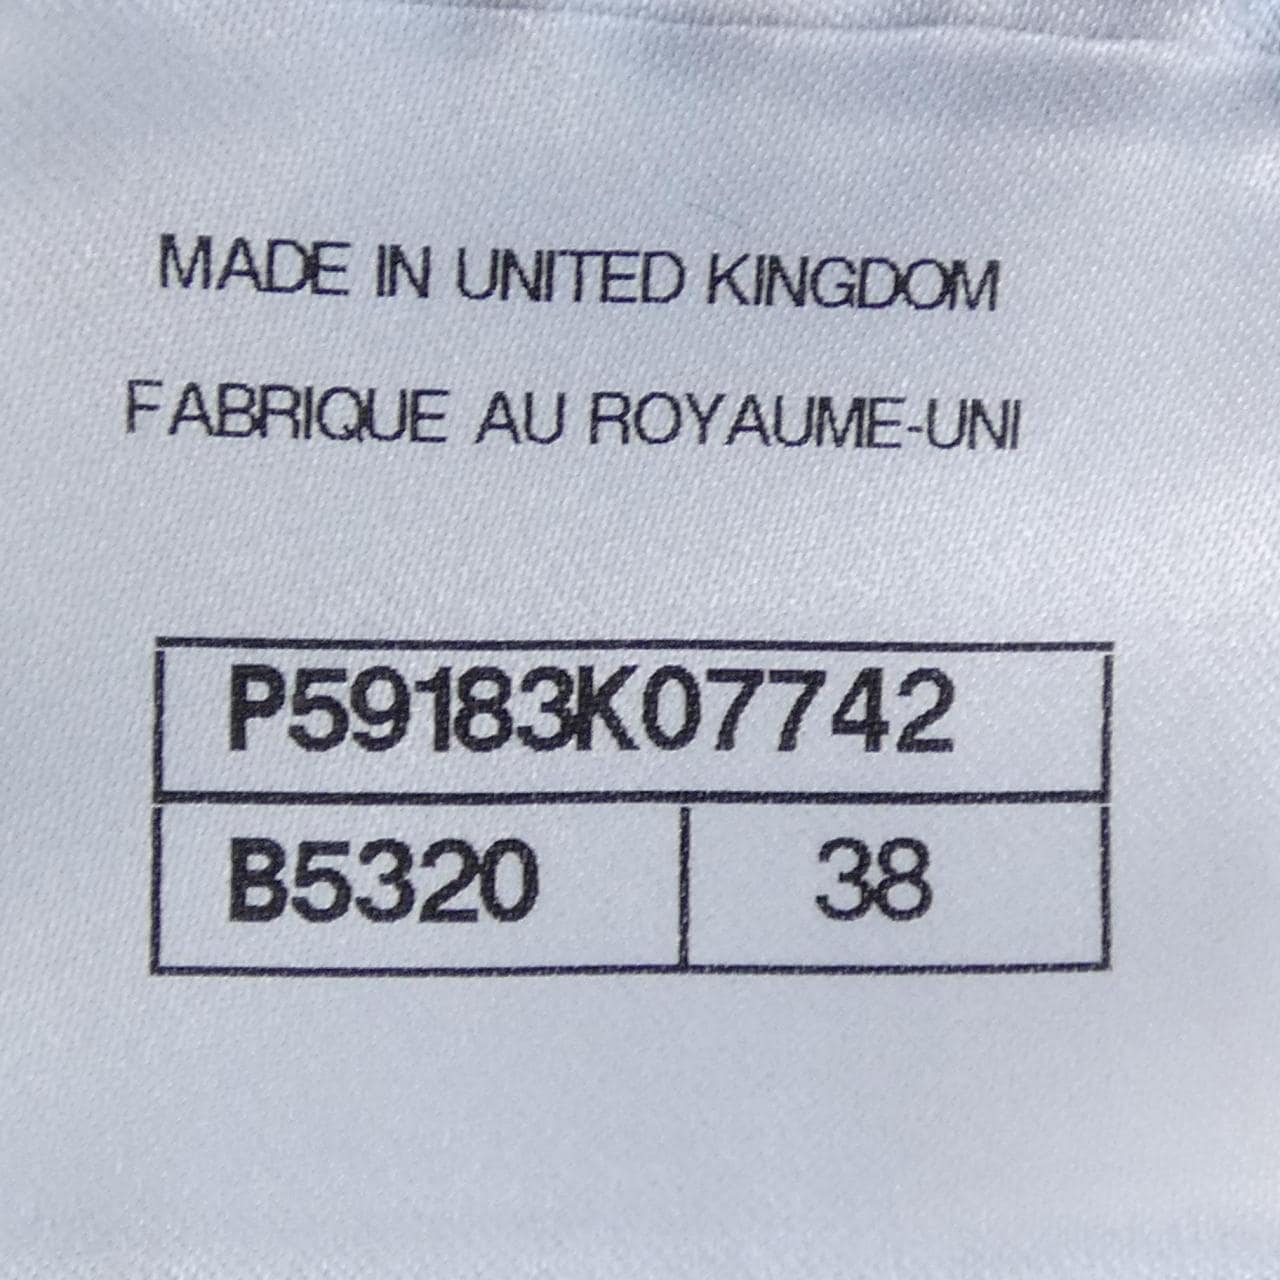 MADE IN UNITED KINGDOM
FABRIQUE AU ROYAUME-UNI
P59183K07742
B5320 38